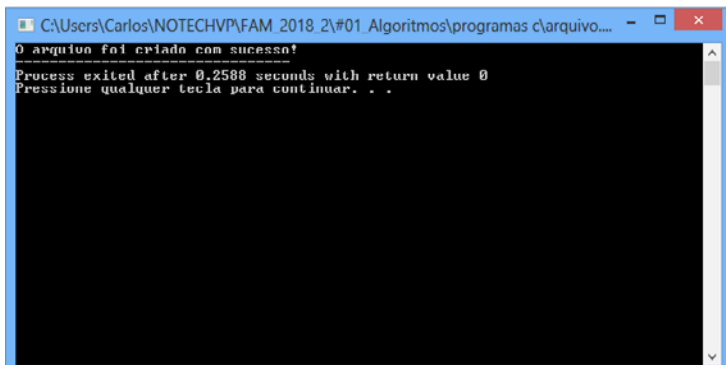 C:\Users\Carlos\NOTECHVP\FAM_2018_2\#01_Algoritmos\programas c\arquivo....
O arquivo foi criado com sucesso!
--------------------------------
Process exited after 0.2588 seconds with return value 0
Pressione qualquer tecla para continuar. . .